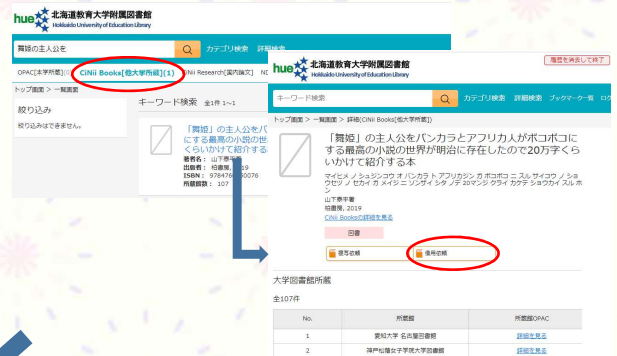 hue 北海道教育大学附属図書館
Hokkaido University of Education Library
舞姫の主人公を
カテゴリ検索 詳細検索
OPAC[本学所蔵](0) CiNii Books[他大学所蔵](1) CiNii Research[国内論文]
トップ画面 > 一覧画面
絞り込み
絞り込みはできません。
キーワード検索 全1件 1~1
「舞姫」の主人公をバ
にする最高の小説の世
くらいかけて紹介する
著者名: 山下泰平著
出版者: 柏書房, 2019
ISBN: 9784760150076
所蔵館数: 107
履歴を消去して終了
hue 北海道教育大学附属図書館
Hokkaido University of Education Library
キーワード検索
カテゴリ検索 詳細検索 ブックマーク一覧 ログ
トップ画面 > 一覧画面 > 詳細(CiNii Books[他大学所蔵])
「舞姫」の主人公をバンカラとアフリカ人がボコボコに
する最高の小説の世界が明治に存在したので20万字くら
いかけて紹介する本
マイヒメ ノ シュジンコウ オ バンカラ ト アフリカジン ガ ボコボコ ニ スル サイコウ ノ ショ
ウセツ ノ セカイ ガ メイジ ニ ソンザイ シタ ノデ 20マンジ クライ カケテ ショウカイ スル ホ
ン
山下泰平著
柏書房, 2019
CiNii Booksの詳細を見る
図書
複写依頼 借用依頼
大学図書館所蔵
全107件
No. 所蔵館 所蔵館OPAC
1 愛知大学 名古屋図書館 詳細を見る
2 神戸松蔭女子学院大学図書館 詳細を見る